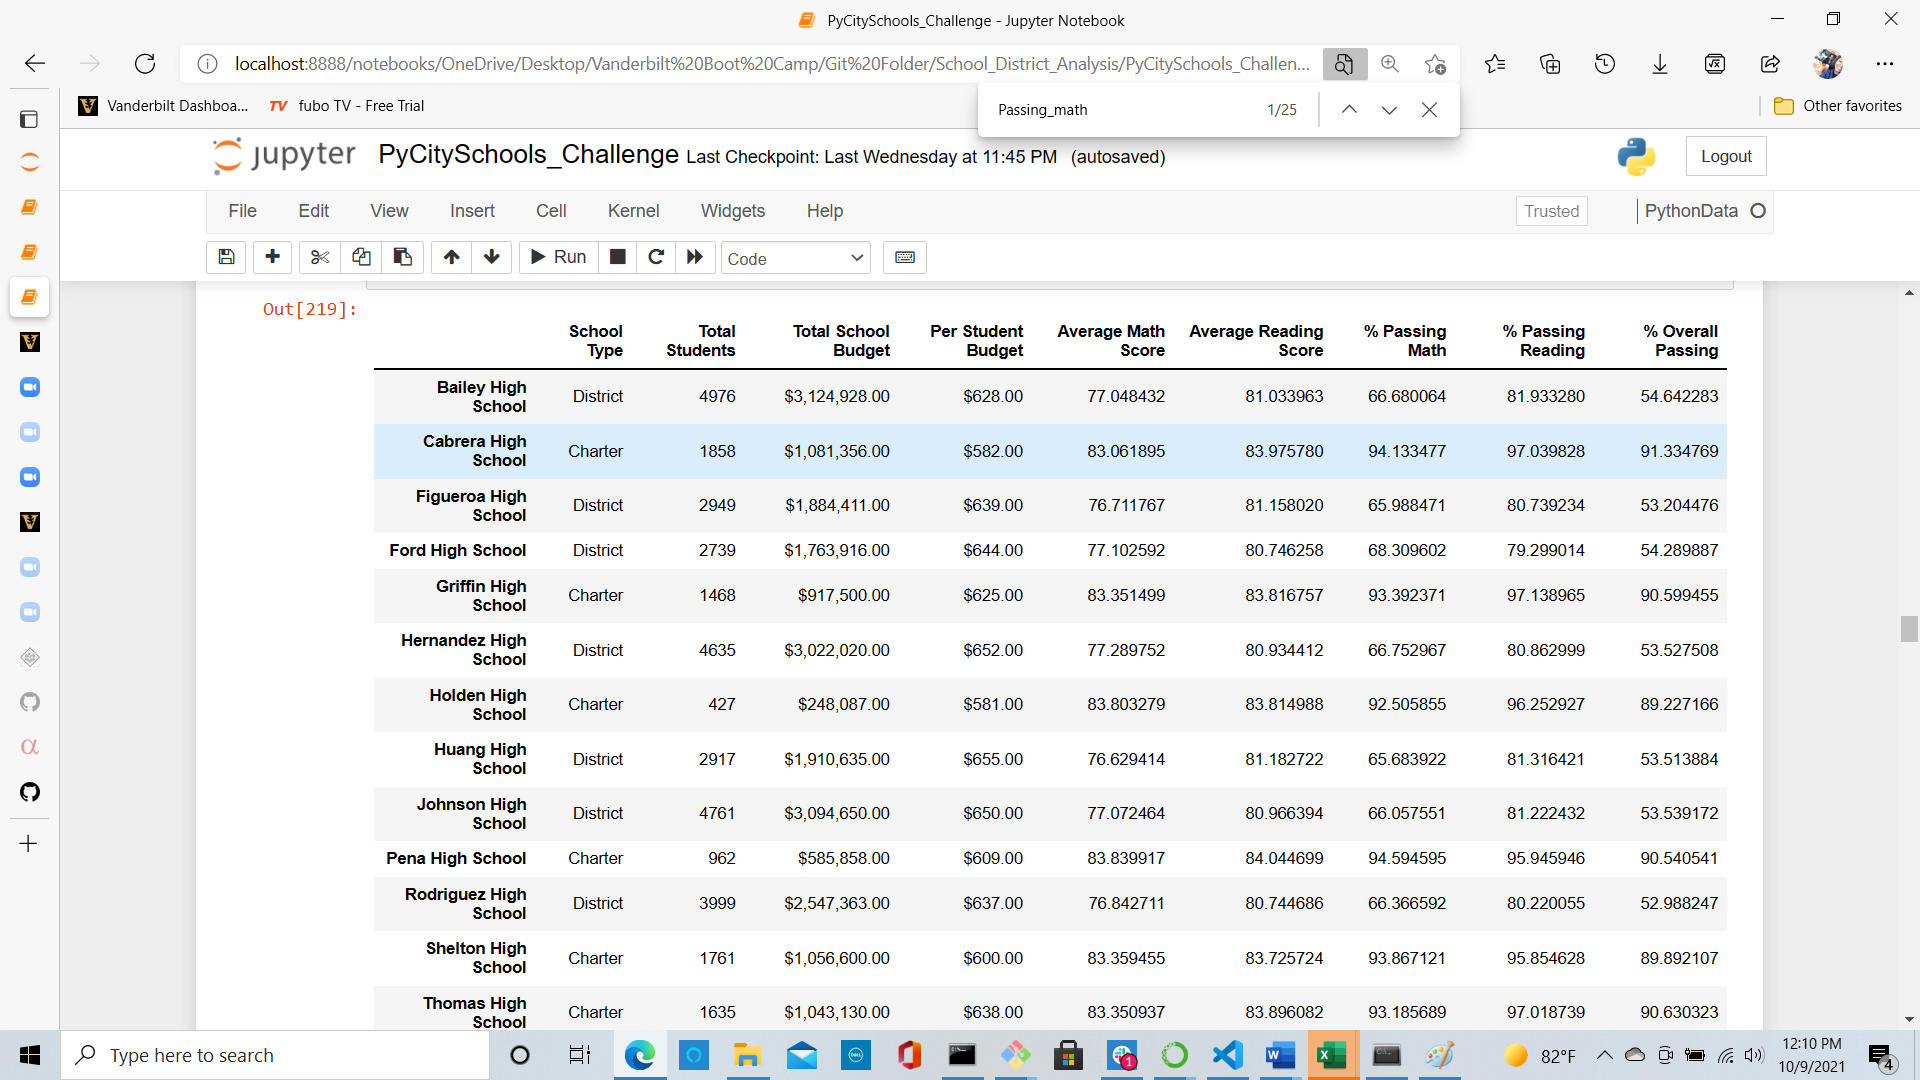 PyCitySchools_Challenge - Jupyter Notebook
localhost:8888/notebooks/OneDrive/Desktop/Vanderbilt%20Boot%20Camp/Git%20Folder/School_District_Analysis/PyCitySchools_Challen...
Vanderbilt Dashboa...
TV fubo TV - Free Trial
Other favorites
Passing_math 1/25
jupyter PyCitySchools_Challenge Last Checkpoint: Last Wednesday at 11:45 PM (autosaved)
Logout
File Edit View Insert Cell Kernel Widgets Help
Trusted
PythonData
Run
Code
Out[219]:
School Type Total Students Total School Budget Per Student Budget Average Math Score Average Reading Score % Passing Math % Passing Reading % Overall Passing
Bailey High School District 4976 $3,124,928.00 $628.00 77.048432 81.033963 66.680064 81.933280 54.642283
Cabrera High School Charter 1858 $1,081,356.00 $582.00 83.061895 83.975780 94.133477 97.039828 91.334769
Figueroa High School District 2949 $1,884,411.00 $639.00 76.711767 81.158020 65.988471 80.739234 53.204476
Ford High School District 2739 $1,763,916.00 $644.00 77.102592 80.746258 68.309602 79.299014 54.289887
Griffin High School Charter 1468 $917,500.00 $625.00 83.351499 83.816757 93.392371 97.138965 90.599455
Hernandez High School District 4635 $3,022,020.00 $652.00 77.289752 80.934412 66.752967 80.862999 53.527508
Holden High School Charter 427 $248,087.00 $581.00 83.803279 83.814988 92.505855 96.252927 89.227166
Huang High School District 2917 $1,910,635.00 $655.00 76.629414 81.182722 65.683922 81.316421 53.513884
Johnson High School District 4761 $3,094,650.00 $650.00 77.072464 80.966394 66.057551 81.222432 53.539172
Pena High School Charter 962 $585,858.00 $609.00 83.839917 84.044699 94.594595 95.945946 90.540541
Rodriguez High School District 3999 $2,547,363.00 $637.00 76.842711 80.744686 66.366592 80.220055 52.988247
Shelton High School Charter 1761 $1,056,600.00 $600.00 83.359455 83.725724 93.867121 95.854628 89.892107
Thomas High School Charter 1635 $1,043,130.00 $638.00 83.350937 83.896082 93.185689 97.018739 90.630323
Type here to search
1
82°F
12:10 PM
10/9/2021
4